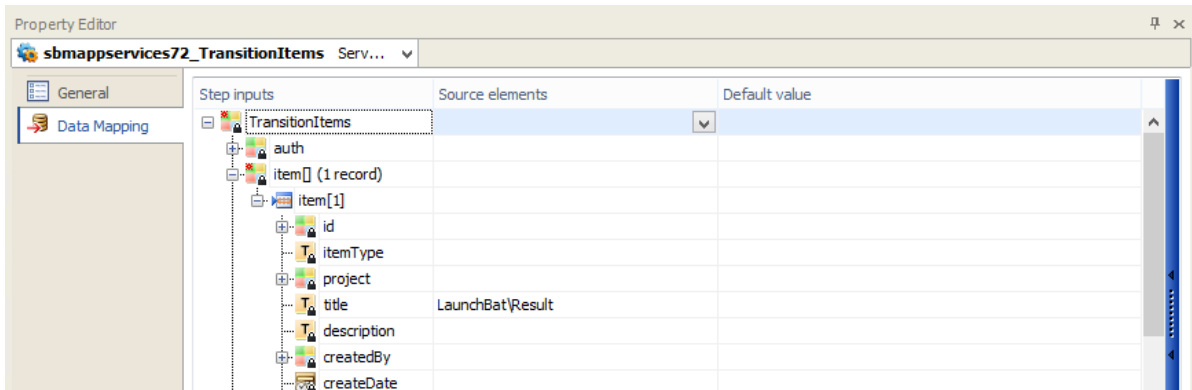 Property Editor
sbmappservices72_TransitionItems Serv...
General
Data Mapping
Step inputs Source elements Default value
TransitionItems
auth
item[] (1 record)
item[1]
id
itemType
project
title LaunchBat\Result
description
createdBy
createDate